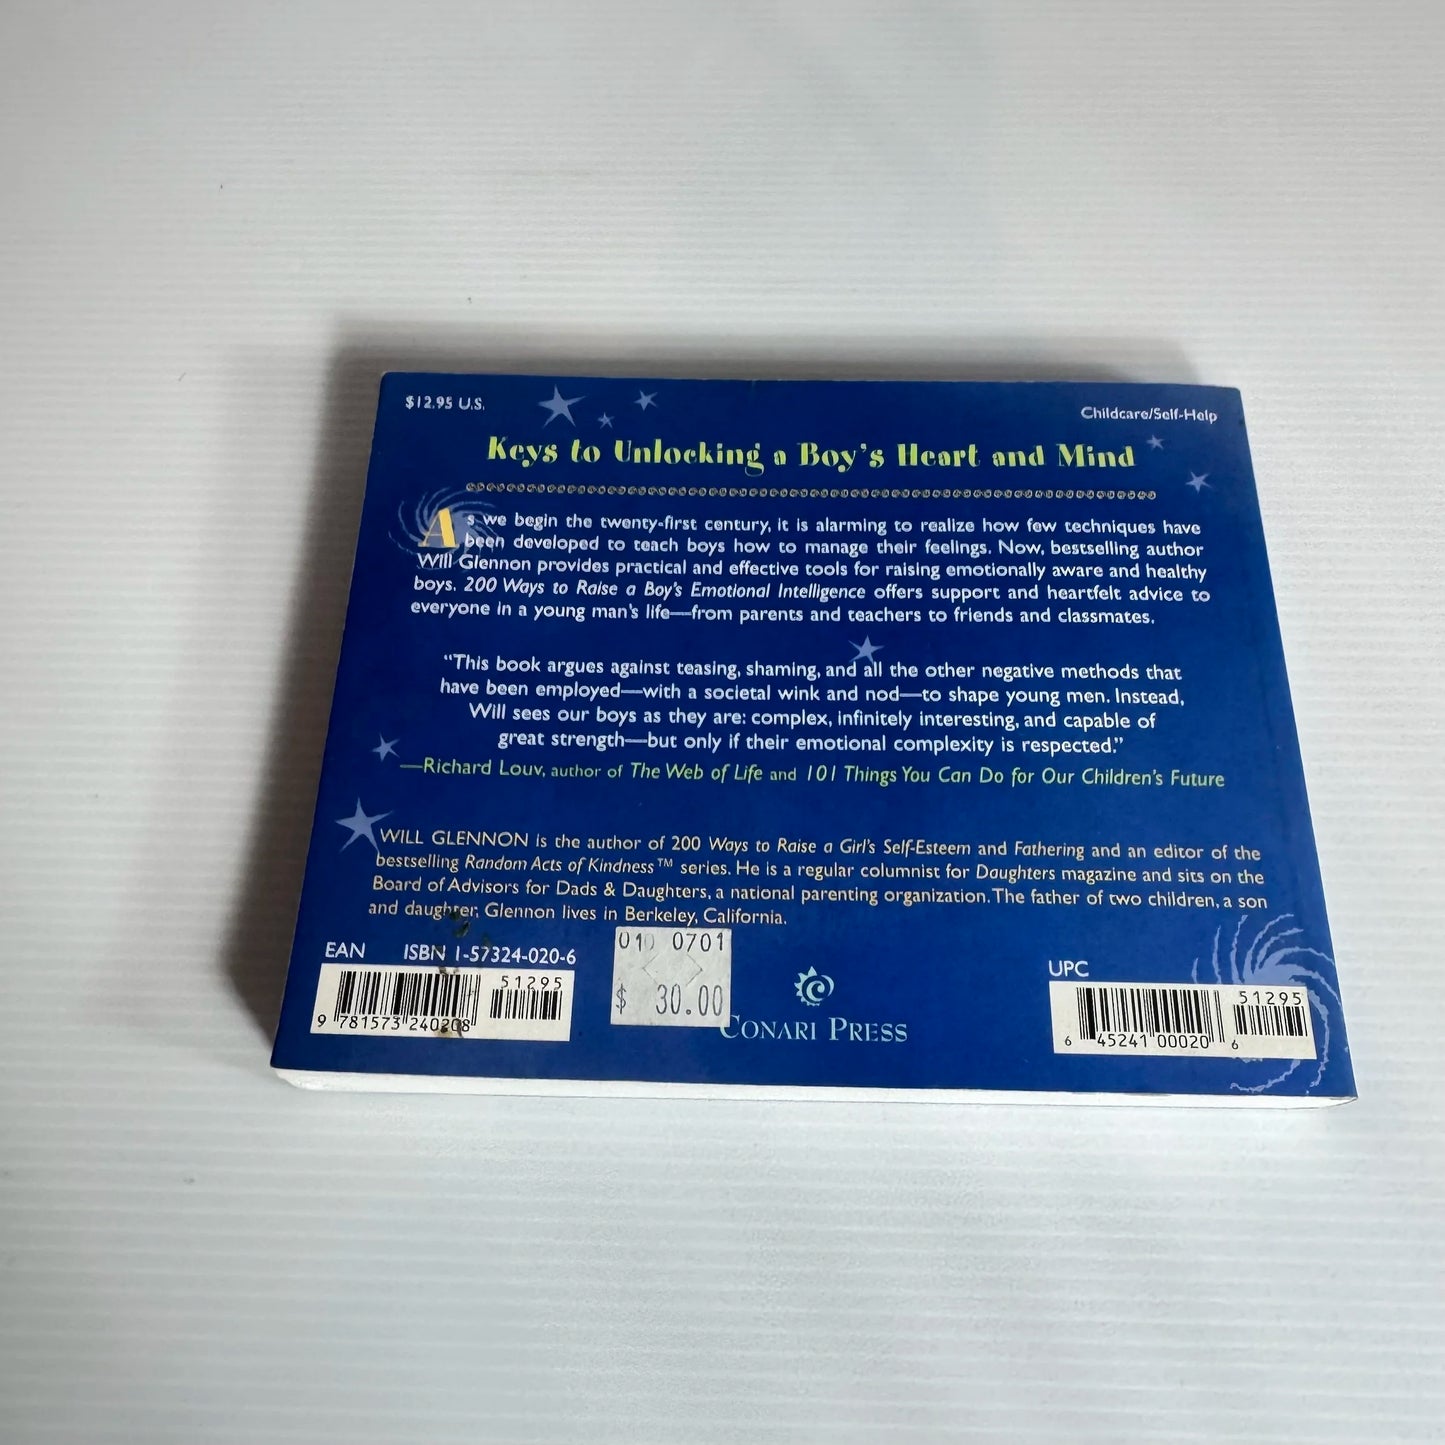 $12.95 U.S.
Childcare/Self-Help
Keys to Unlocking a Boy's Heart and Mind
As we begin the twenty-first century, it is alarming to realize how few techniques have
been developed to teach boys how to manage their feelings. Now, bestselling author
Will Glennon provides practical and effective tools for raising emotionally aware and healthy
boys. 200 Ways to Raise a Boy's Emotional Intelligence offers support and heartfelt advice to
everyone in a young man's life—from parents and teachers to friends and classmates.
"This book argues against teasing, shaming, and all the other negative methods that
have been employed—with a societal wink and nod—to shape young men. Instead,
Will sees our boys as they are: complex, infinitely interesting, and capable of
great strength—but only if their emotional complexity is respected."
—Richard Louv, author of The Web of Life and 101 Things You Can Do for Our Children's Future
WILL GLENNON is the author of 200 Ways to Raise a Girl's Self-Esteem and Fathering and an editor of the
bestselling Random Acts of Kindness™ series. He is a regular columnist for Daughters magazine and sits on the
Board of Advisors for Dads & Daughters, a national parenting organization. The father of two children, a son
and daughter, Glennon lives in Berkeley, California.
EAN ISBN 1-57324-020-6
51295
9 781573 240208
010 0701
$ 30.00
CONARI PRESS
UPC
51295
6 45241 00020 6